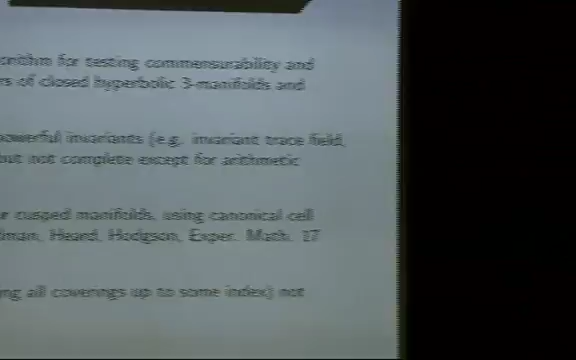 orithm for testing commensurability and
rs of closed hyperbolic 3-manifolds and
powerful invariants (e.g. invariant trace field,
but not complete except for arithmetic
r cusped manifolds, using canonical cell
dman, Heard, Hodgson, Exper. Math. 17
ing all coverings up to some index) not